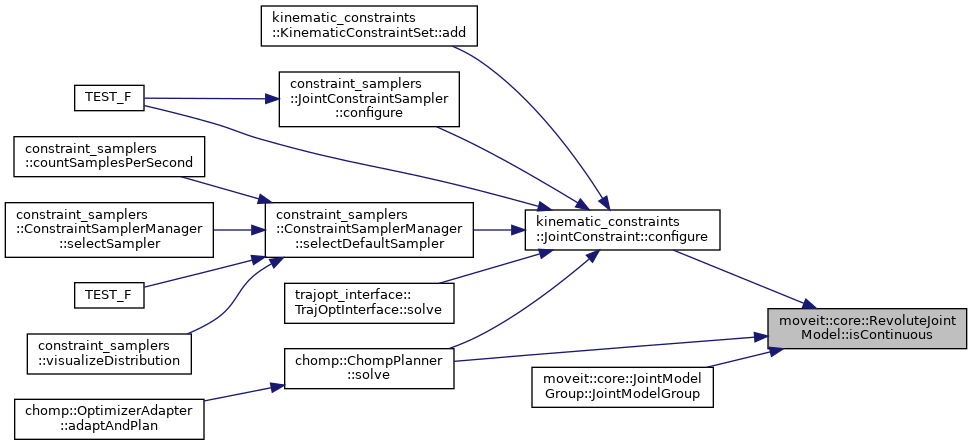 kinematic_constraints
::KinematicConstraintSet::add
constraint_samplers
::JointConstraintSampler
::configure
TEST_F
constraint_samplers
::countSamplesPerSecond
constraint_samplers
::ConstraintSamplerManager
::selectSampler
constraint_samplers
::ConstraintSamplerManager
::selectDefaultSampler
kinematic_constraints
::JointConstraint::configure
TEST_F
trajopt_interface::
TrajOptInterface::solve
moveit::core::RevoluteJoint
Model::isContinuous
constraint_samplers
::visualizeDistribution
chomp::ChompPlanner
::solve
moveit::core::JointModel
Group::JointModelGroup
chomp::OptimizerAdapter
::adaptAndPlan